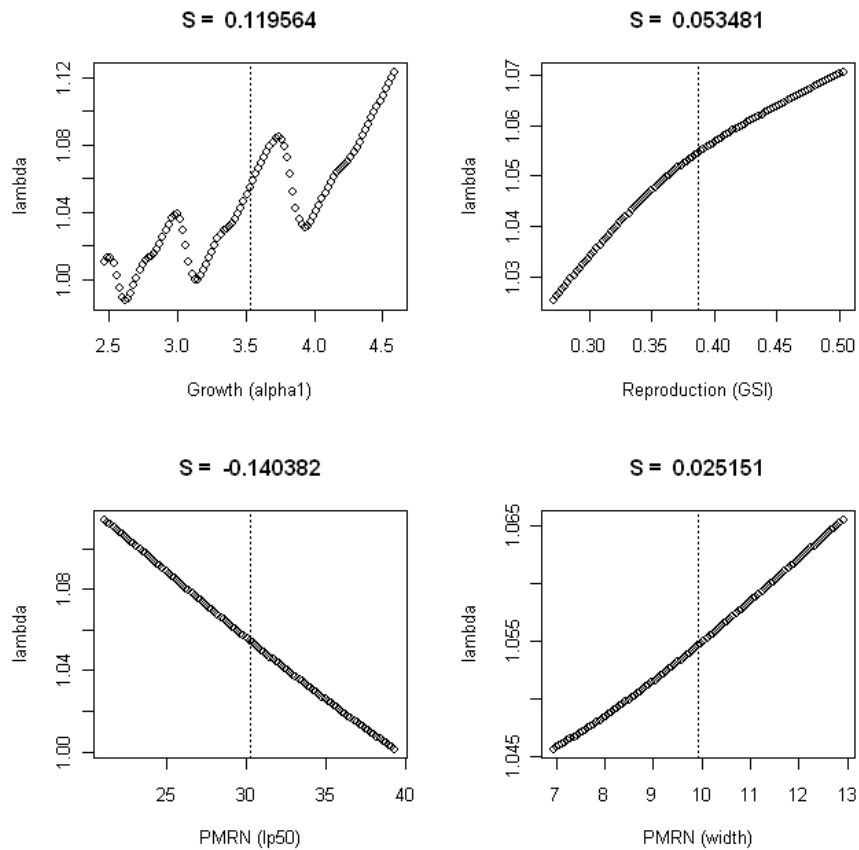 S = 0.119564
lambda
1.00
1.04
1.08
1.12
2.5 3.0 3.5 4.0 4.5
Growth (alpha1)
S = 0.053481
lambda
1.03
1.04
1.05
1.06
1.07
0.30 0.35 0.40 0.45 0.50
Reproduction (GSI)
S = -0.140382
lambda
1.00
1.04
1.08
25 30 35 40
PMRN (lp50)
S = 0.025151
lambda
1.045
1.055
1.065
7 8 9 10 11 12 13
PMRN (width)